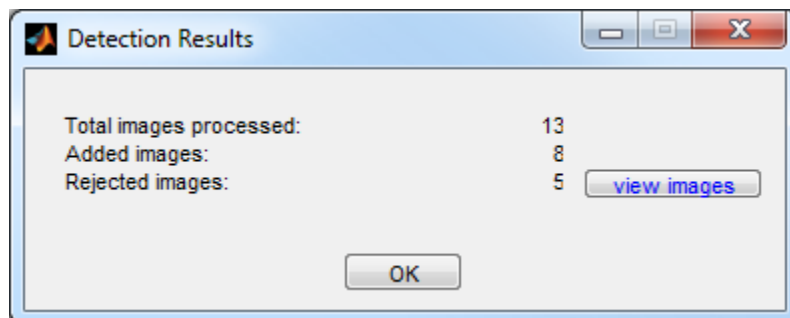 Detection Results
Total images processed: 13
Added images: 8
Rejected images: 5 view images
OK